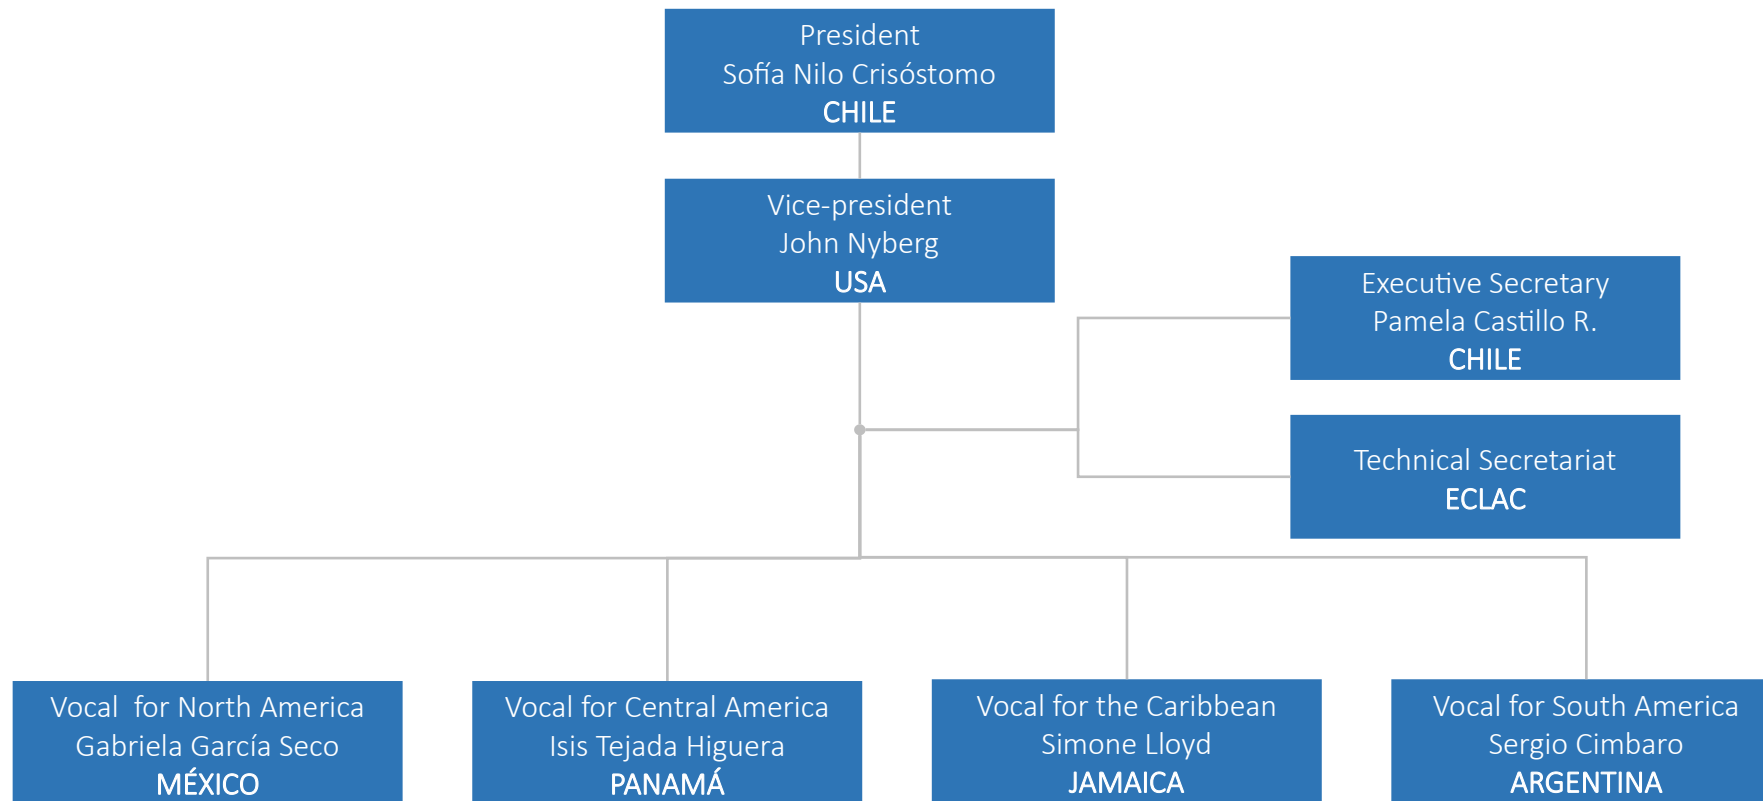 President
Sofía Nilo Crisóstomo
CHILE
Vice-president
John Nyberg
USA
Executive Secretary
Pamela Castillo R.
CHILE
Technical Secretariat
ECLAC
Vocal for North America
Gabriela García Seco
MÉXICO
Vocal for Central America
Isis Tejada Higuera
PANAMÁ
Vocal for the Caribbean
Simone Lloyd
JAMAICA
Vocal for South America
Sergio Cimbaro
ARGENTINA